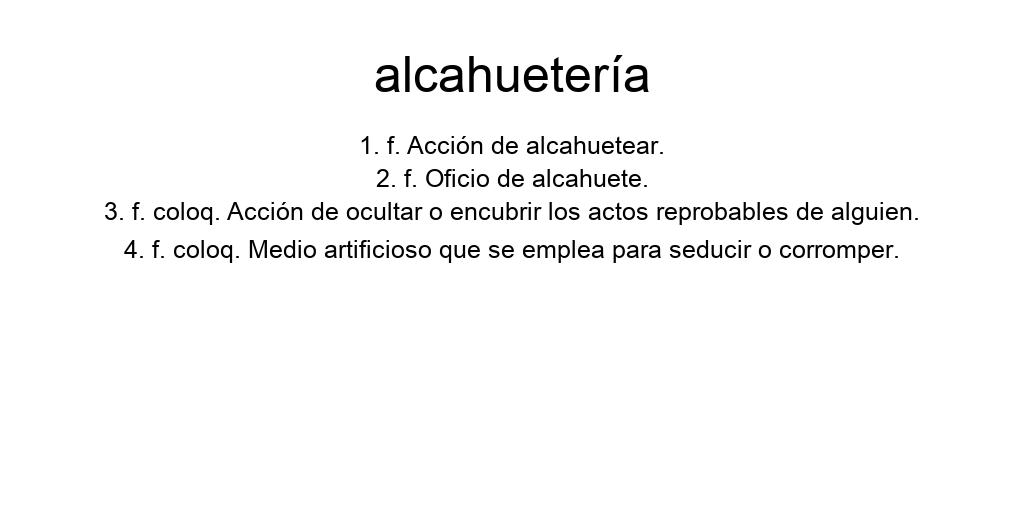 alcahuetería
1. f. Acción de alcahuetear.
2. f. Oficio de alcahuete.
3. f. coloq. Acción de ocultar o encubrir los actos reprobables de alguien.
4. f. coloq. Medio artificioso que se emplea para seducir o corromper.